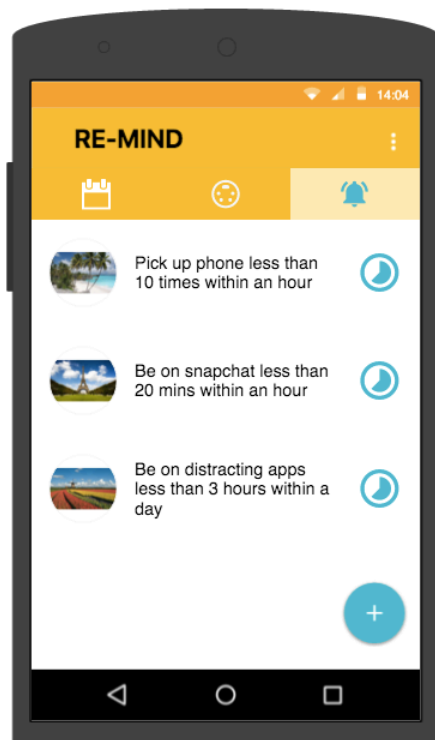 14:04
RE-MIND
Pick up phone less than
10 times within an hour
Be on snapchat less than
20 mins within an hour
Be on distracting apps
less than 3 hours within a
day
+